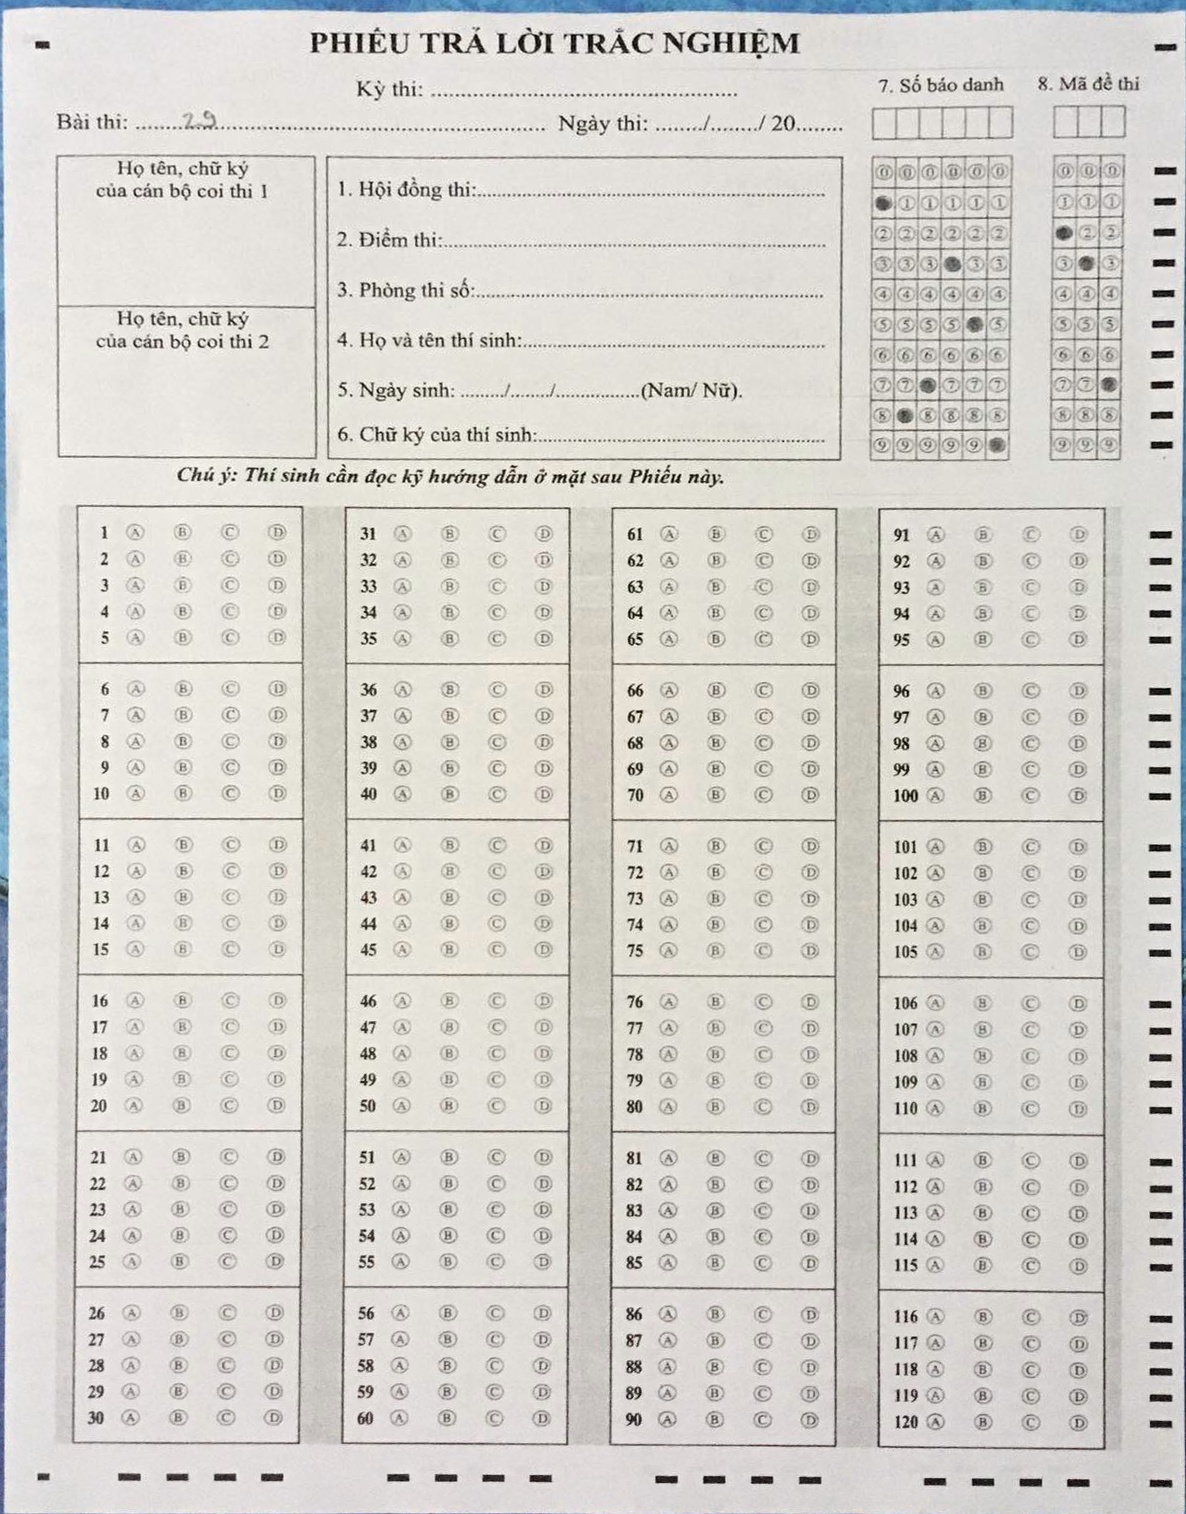 PHIẾU TRẢ LỜI TRẮC NGHIỆM
Kỳ thi: ........................................
7. Số báo danh 8. Mã đề thi
Bài thi: ......29........................................ Ngày thi: ......../......../ 20........
Họ tên, chữ ký
của cán bộ coi thi 1
Họ tên, chữ ký
của cán bộ coi thi 2
1. Hội đồng thi:........................................
2. Điểm thi:........................................
3. Phòng thi số:........................................
4. Họ và tên thí sinh:........................................
5. Ngày sinh: ......../......../................(Nam/ Nữ).
6. Chữ ký của thí sinh:........................................
0 0 0 0 0 0 0 0 0
1 1 1 1 1 1 1 1
2 2 2 2 2 2 2 2
3 3 3 3 3 3 3
4 4 4 4 4 4 4 4 4
5 5 5 5 5 5 5 5
6 6 6 6 6 6 6 6 6
7 7 7 7 7 7 7
8 8 8 8 8 8 8 8
9 9 9 9 9 9 9 9
Chú ý: Thí sinh cần đọc kỹ hướng dẫn ở mặt sau Phiếu này.
1 A B C D 31 A B C D 61 A B C D 91 A B C D
2 A B C D 32 A B C D 62 A B C D 92 A B C D
3 A B C D 33 A B C D 63 A B C D 93 A B C D
4 A B C D 34 A B C D 64 A B C D 94 A B C D
5 A B C D 35 A B C D 65 A B C D 95 A B C D
6 A B C D 36 A B C D 66 A B C D 96 A B C D
7 A B C D 37 A B C D 67 A B C D 97 A B C D
8 A B C D 38 A B C D 68 A B C D 98 A B C D
9 A B C D 39 A B C D 69 A B C D 99 A B C D
10 A B C D 40 A B C D 70 A B C D 100 A B C D
11 A B C D 41 A B C D 71 A B C D 101 A B C D
12 A B C D 42 A B C D 72 A B C D 102 A B C D
13 A B C D 43 A B C D 73 A B C D 103 A B C D
14 A B C D 44 A B C D 74 A B C D 104 A B C D
15 A B C D 45 A B C D 75 A B C D 105 A B C D
16 A B C D 46 A B C D 76 A B C D 106 A B C D
17 A B C D 47 A B C D 77 A B C D 107 A B C D
18 A B C D 48 A B C D 78 A B C D 108 A B C D
19 A B C D 49 A B C D 79 A B C D 109 A B C D
20 A B C D 50 A B C D 80 A B C D 110 A B C D
21 A B C D 51 A B C D 81 A B C D 111 A B C D
22 A B C D 52 A B C D 82 A B C D 112 A B C D
23 A B C D 53 A B C D 83 A B C D 113 A B C D
24 A B C D 54 A B C D 84 A B C D 114 A B C D
25 A B C D 55 A B C D 85 A B C D 115 A B C D
26 A B C D 56 A B C D 86 A B C D 116 A B C D
27 A B C D 57 A B C D 87 A B C D 117 A B C D
28 A B C D 58 A B C D 88 A B C D 118 A B C D
29 A B C D 59 A B C D 89 A B C D 119 A B C D
30 A B C D 60 A B C D 90 A B C D 120 A B C D